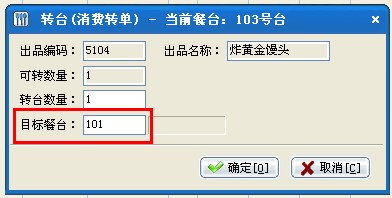 转台(消费转单) - 当前餐台: 103号台
出品编码: 5104 出品名称: 炸黄金馒头
可转数量: 1
转台数量: 1
目标餐台: 101
确定[O] 取消[C]